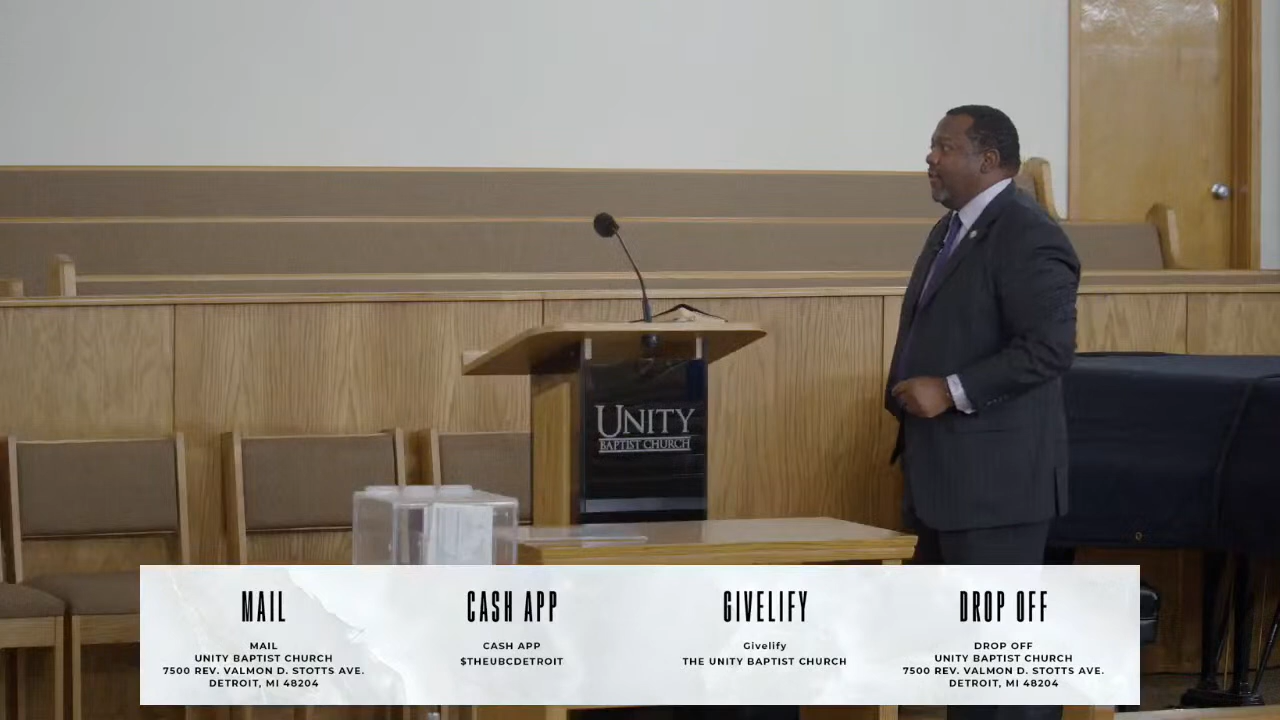 UNITY
BAPTIST CHURCH
MAIL
MAIL
UNITY BAPTIST CHURCH
7500 REV. VALMON D. STOTTS AVE.
DETROIT, MI 48204
CASH APP
CASH APP
$THEUBCDETROIT
GIVELIFY
Givelify
THE UNITY BAPTIST CHURCH
DROP OFF
DROP OFF
UNITY BAPTIST CHURCH
7500 REV. VALMON D. STOTTS AVE.
DETROIT, MI 48204